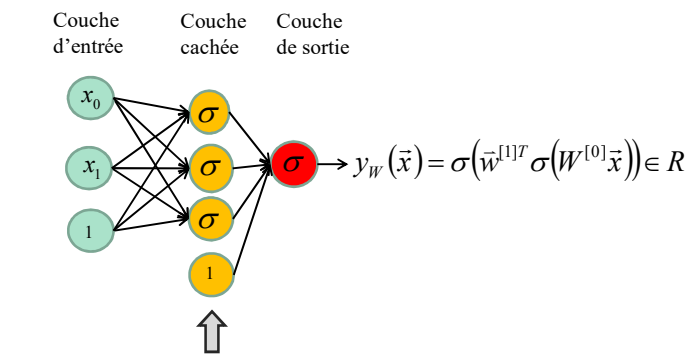 Couche
d'entrée
Couche
cachée
Couche
de sortie
x₀
x₁
1
σ
σ
σ
1
σ
y_W(x⃗) = σ(w⃗^{[1]T} σ(W^{[0]} x⃗)) ∈ R